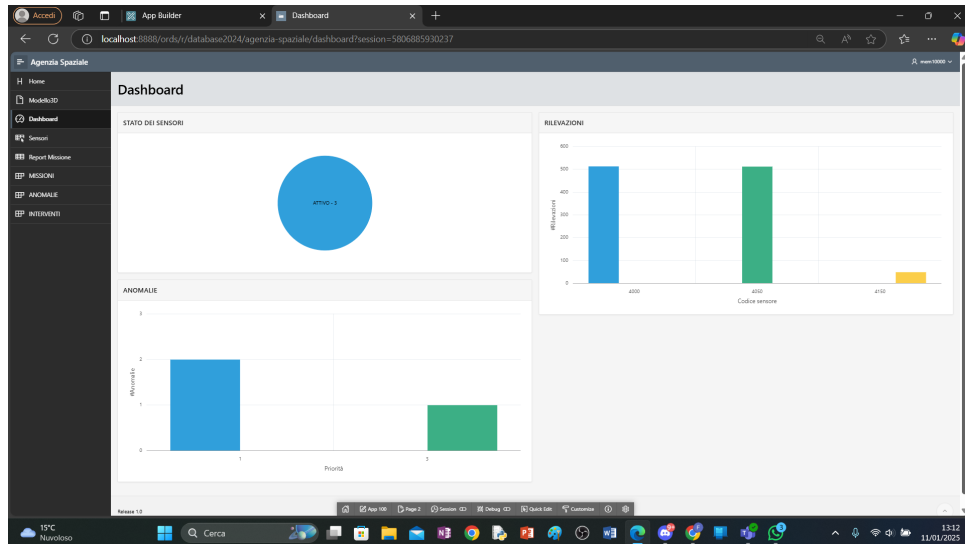 Accedi
App Builder
Dashboard
localhost:8888/ords/r/database2024/agenzia-spaziale/dashboard?session=5806885930237
Agenzia Spaziale
mam10000
Home
Modello3D
Dashboard
Sensori
Report Missione
MISSIONI
ANOMALIE
INTERVENTI
Dashboard
STATO DEI SENSORI
ATTIVO - 3
RILEVAZIONI
600
500
400
300
200
100
0
#Rilevazioni
4000
4050
4150
Codice sensore
ANOMALIE
3
2
1
0
#Anomalie
1
3
Priorità
Release 1.0
App 100
Page 2
Session
Debug
Quick Edit
Customize
15°C
Nuvoloso
Cerca
13:12
11/01/2025